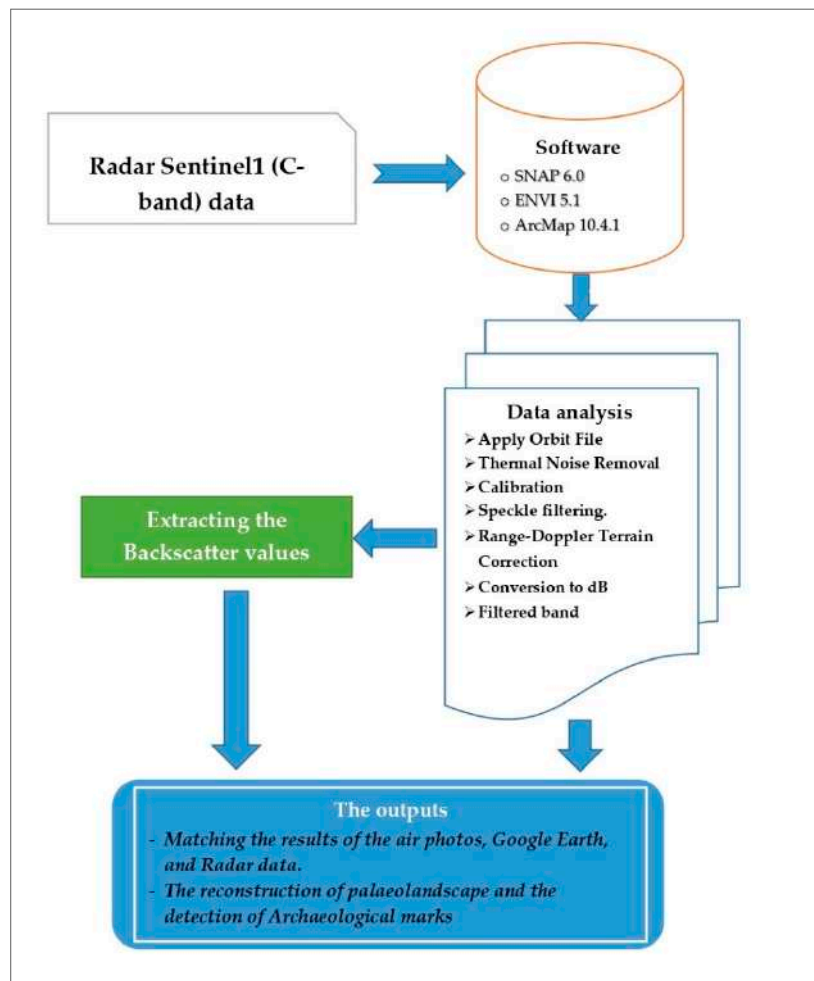 Radar Sentinel1 (C-
band) data
Software
o SNAP 6.0
o ENVI 5.1
o ArcMap 10.4.1
Data analysis
➤ Apply Orbit File
➤ Thermal Noise Removal
➤ Calibration
➤ Speckle filtering.
➤ Range-Doppler Terrain
Correction
➤ Conversion to dB
➤ Filtered band
Extracting the
Backscatter values
The outputs
- Matching the results of the air photos, Google Earth,
and Radar data.
- The reconstruction of palaeolandscape and the
detection of Archaeological marks